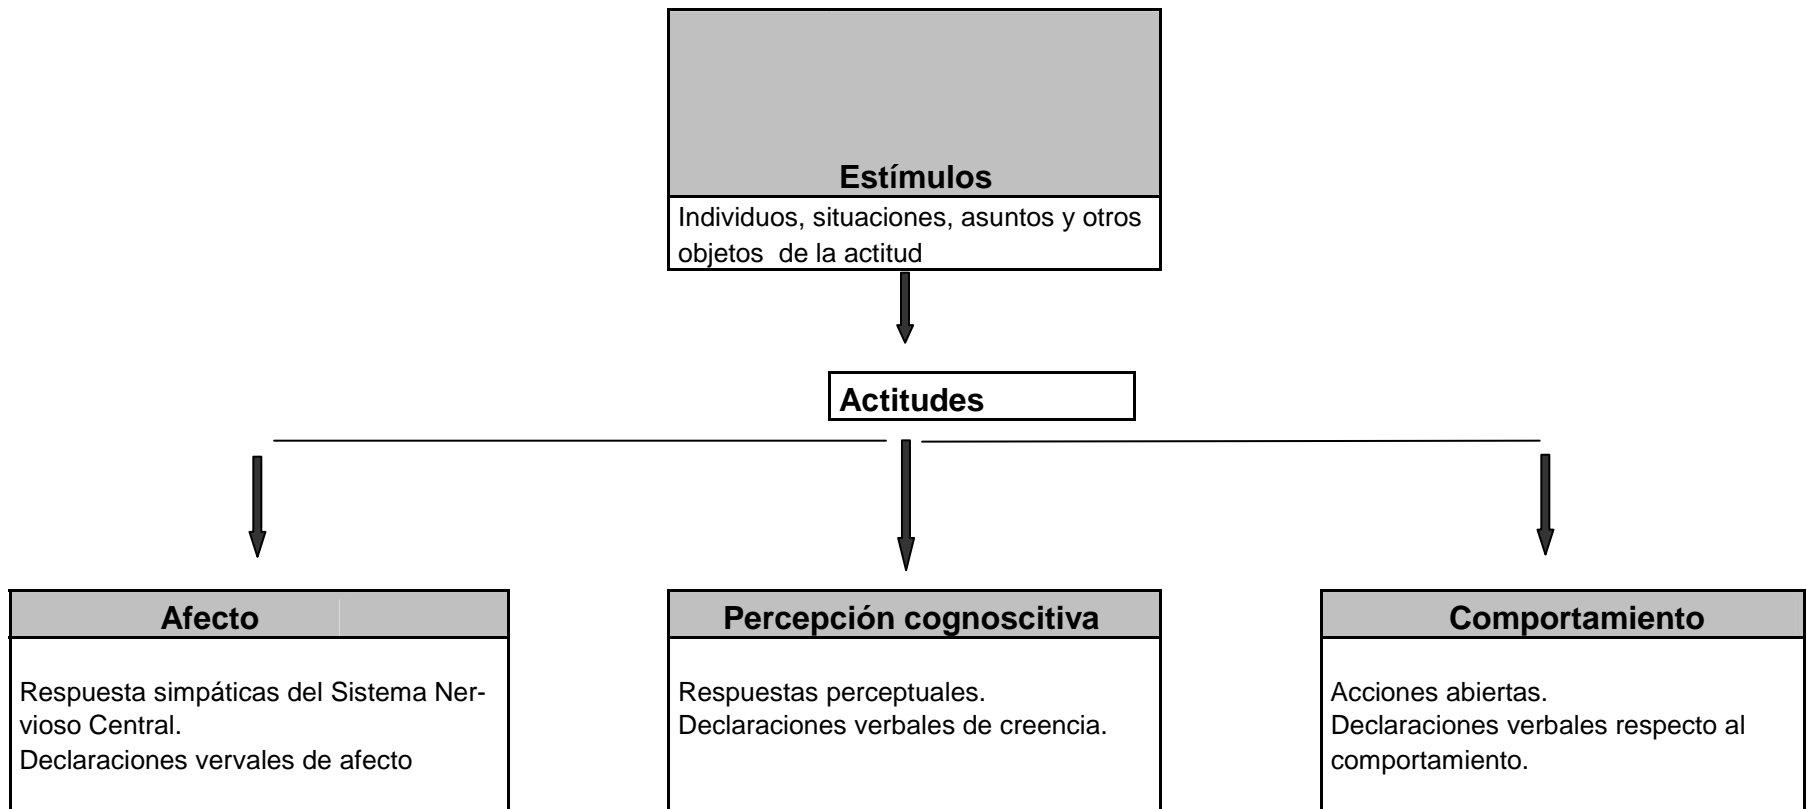 Estímulos
Individuos, situaciones, asuntos y otros
objetos de la actitud
Actitudes
Afecto
Respuesta simpáticas del Sistema Ner-
vioso Central.
Declaraciones vervales de afecto
Percepción cognoscitiva
Respuestas perceptuales.
Declaraciones verbales de creencia.
Comportamiento
Acciones abiertas.
Declaraciones verbales respecto al
comportamiento.